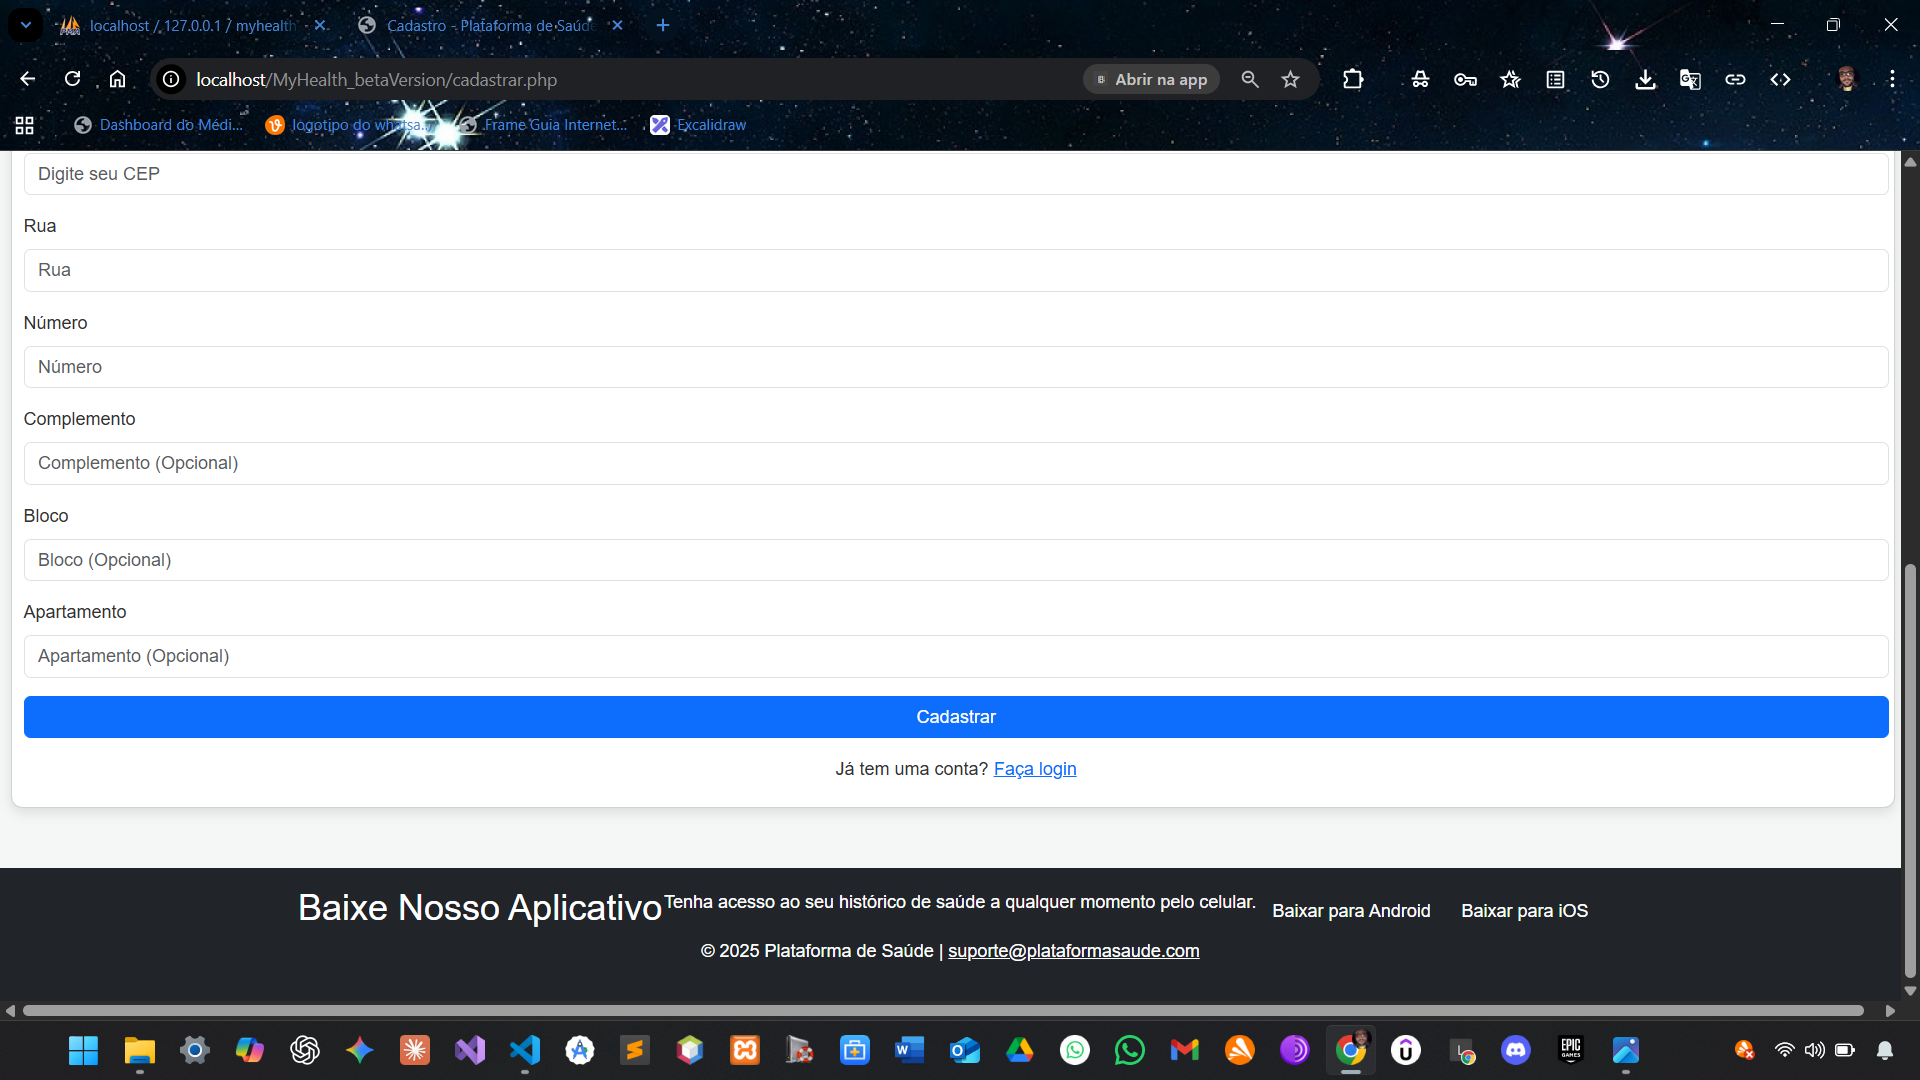 localhost / 127.0.0.1 / myhealth
Cadastro - Plataforma de Saúd
localhost/MyHealth_betaVersion/cadastrar.php
Abrir na app
Dashboard do Médi...
logotipo do whatsa...
Frame Guia Internet...
Excalidraw
Digite seu CEP
Rua
Rua
Número
Número
Complemento
Complemento (Opcional)
Bloco
Bloco (Opcional)
Apartamento
Apartamento (Opcional)
Cadastrar
Já tem uma conta? Faça login
Baixe Nosso Aplicativo Tenha acesso ao seu histórico de saúde a qualquer momento pelo celular. Baixar para Android Baixar para iOS
© 2025 Plataforma de Saúde | suporte@plataformasaude.com
EPIC
GAMES